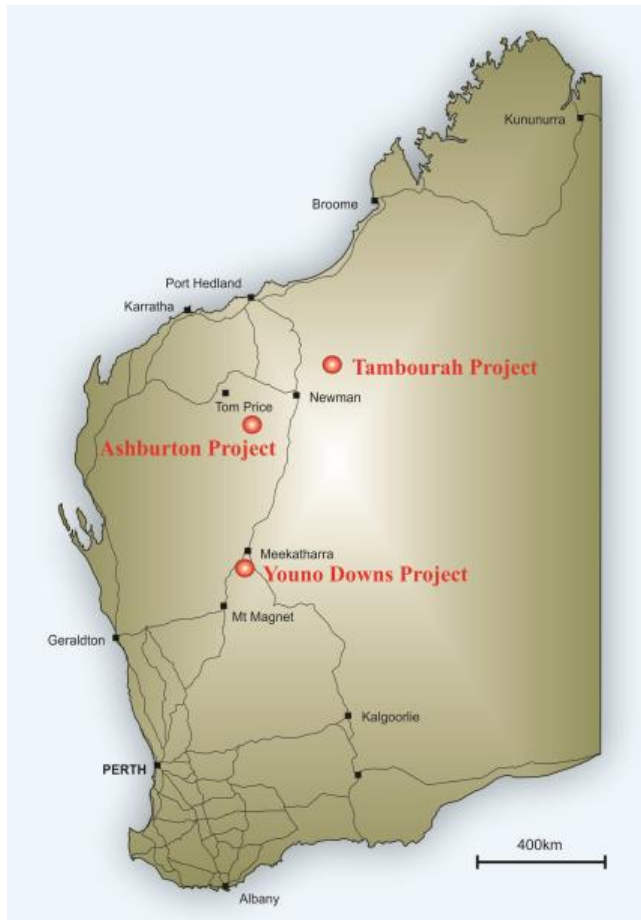 Kununurra
Broome
Port Hedland
Karratha
Tambourah Project
Newman
Tom Price
Ashburton Project
Meekatharra
Youno Downs Project
Mt Magnet
Geraldton
Kalgoorlie
PERTH
400km
Albany